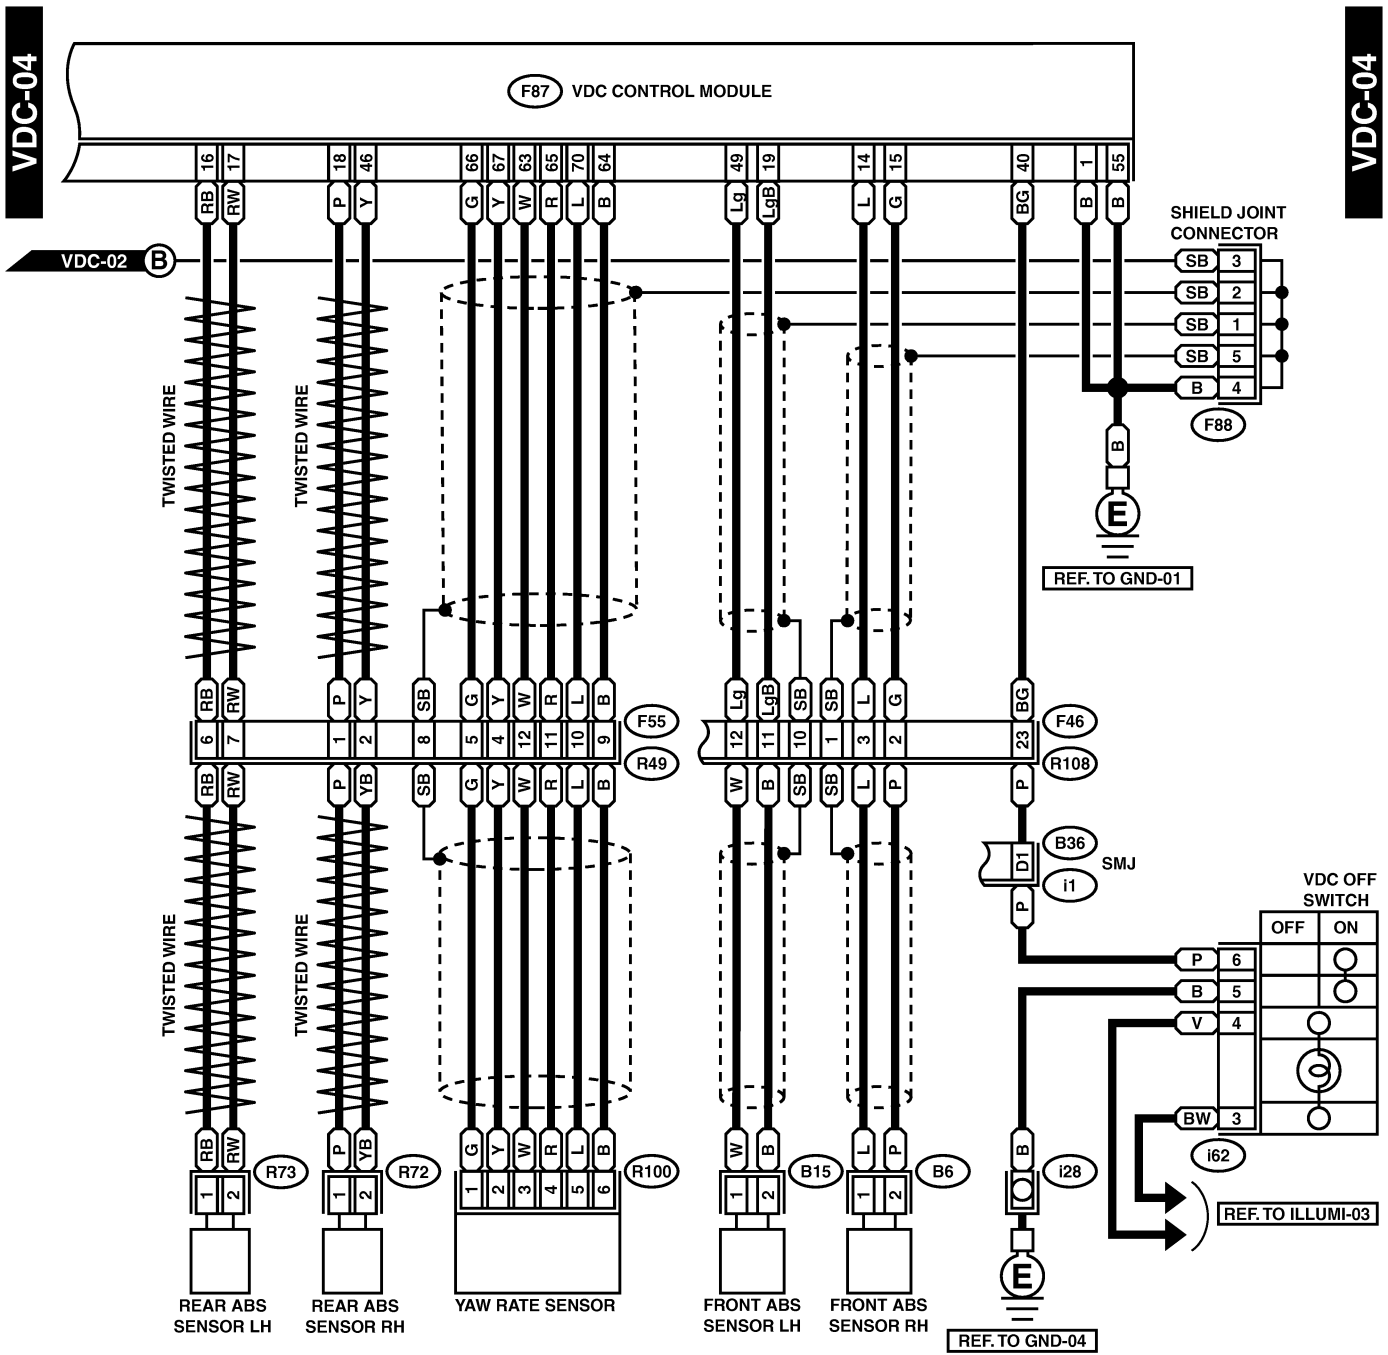 VDC-04
VDC-04
F87 VDC CONTROL MODULE
16 17 18 46 66 67 63 65 70 64 49 19 14 15 40 1 55
RB RW P Y G Y W R L B Lg LgB L G BG B B
SHIELD JOINT
CONNECTOR
VDC-02 B
SB 3
SB 2
SB 1
SB 5
B 4
F88
TWISTED WIRE TWISTED WIRE
B
E
REF. TO GND-01
RB RW P Y SB G Y W R L B Lg LgB SB SB L G BG
F55 F46
6 7 1 2 8 5 4 12 11 10 9 12 11 10 1 3 2 23
R49 R108
RB RW P YB SB G Y W R L B W B SB SB L P P
B36
D1 SMJ
i1
P
VDC OFF
SWITCH
OFF ON
TWISTED WIRE TWISTED WIRE
P 6
B 5
V 4
BW 3
i62
RB RW P YB G Y W R L B W B L P B
R73 R72 R100 B15 B6 i28
1 2 1 2 1 2 3 4 5 6 1 2 1 2
REF. TO ILLUMI-03
E
REAR ABS
SENSOR LH
REAR ABS
SENSOR RH
YAW RATE SENSOR
FRONT ABS
SENSOR LH
FRONT ABS
SENSOR RH
REF. TO GND-04